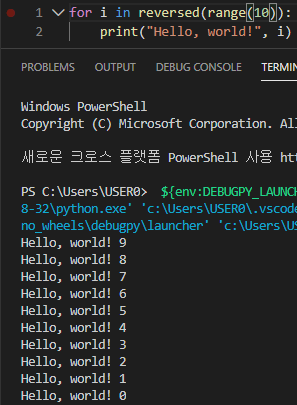 1 for i in reversed(range(10)):
2 print("Hello, world!", i)
PROBLEMS OUTPUT DEBUG CONSOLE TERMI
Windows PowerShell
Copyright (C) Microsoft Corporation. All
새로운 크로스 플랫폼 PowerShell 사용 htt
PS C:\Users\USER0> ${env:DEBUGPY_LAUNCH
8-32\python.exe' 'c:\Users\USER0\.vscode
no_wheels\debugpy\launcher' 'c:\Users\US
Hello, world! 9
Hello, world! 8
Hello, world! 7
Hello, world! 6
Hello, world! 5
Hello, world! 4
Hello, world! 3
Hello, world! 2
Hello, world! 1
Hello, world! 0